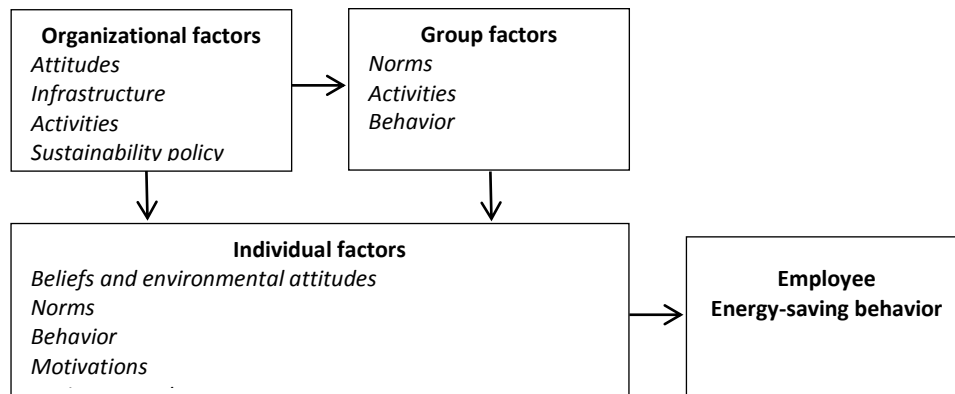 Organizational factors
Attitudes
Infrastructure
Activities
Sustainability policy
Group factors
Norms
Activities
Behavior
Individual factors
Beliefs and environmental attitudes
Norms
Behavior
Motivations
Employee
Energy-saving behavior